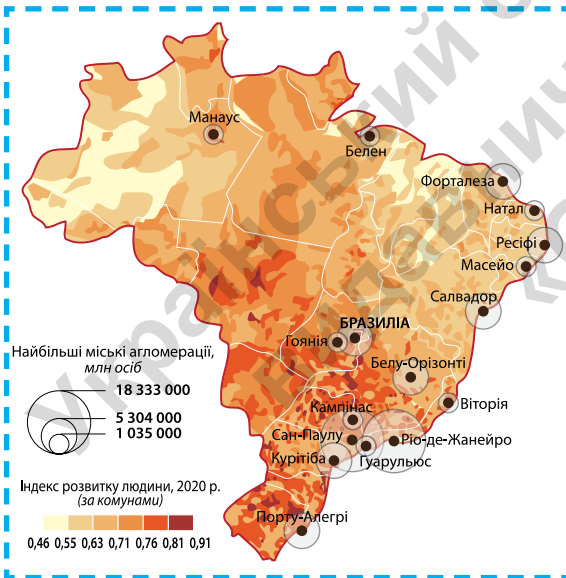 Манаус
Белен
Форталеза
Натал
Ресіфі
Масейо
Салвадор
БРАЗИЛІА
Гоянія
Найбільші міські агломерації,
млн осіб
Белу-Орізонті
18 333 000
5 304 000
1 035 000
Кампінас
Віторія
Сан-Паулу
Ріо-де-Жанейро
Курітіба
Гуарульюс
Індекс розвитку людини, 2020 р.
(за комунами)
Порту-Алегрі
0,46 0,55 0,63 0,71 0,76 0,81 0,91
Український